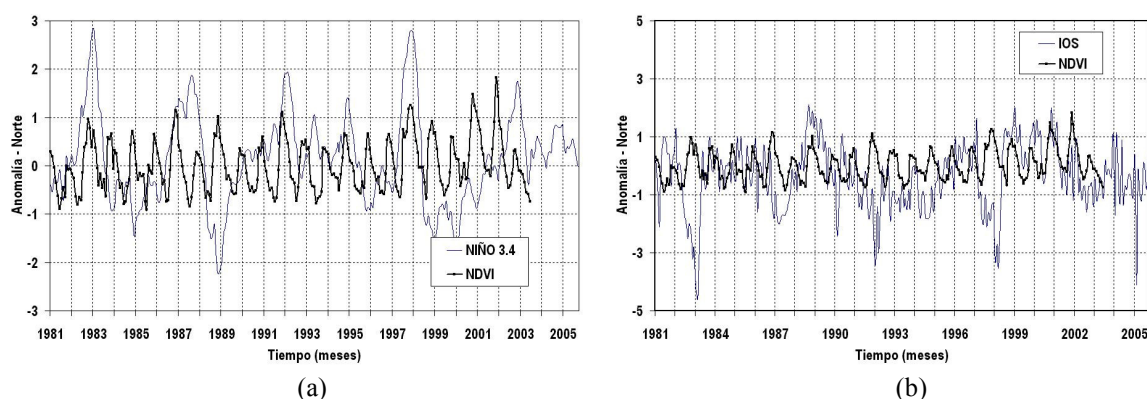 3
2
1
0
-1
-2
-3
Anomalia - Norte
NIÑO 3.4
NDVI
1981 1983 1985 1987 1989 1991 1993 1995 1997 1999 2001 2003 2005
Tiempo (meses)
(a)
5
3
1
-1
-3
-5
Anomalia - Norte
IOS
NDVI
1981 1984 1987 1990 1993 1996 1999 2002 2005
Tiempo (meses)
(b)